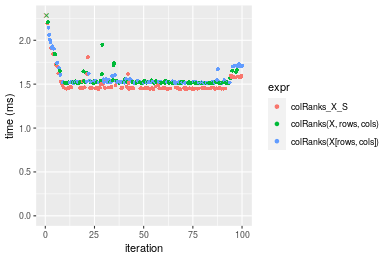 2.0
1.5
1.0
0.5
0.0
time (ms)
0
25
50
75
100
iteration
expr
colRanks_X_S
colRanks(X, rows, cols)
colRanks(X[rows, cols])